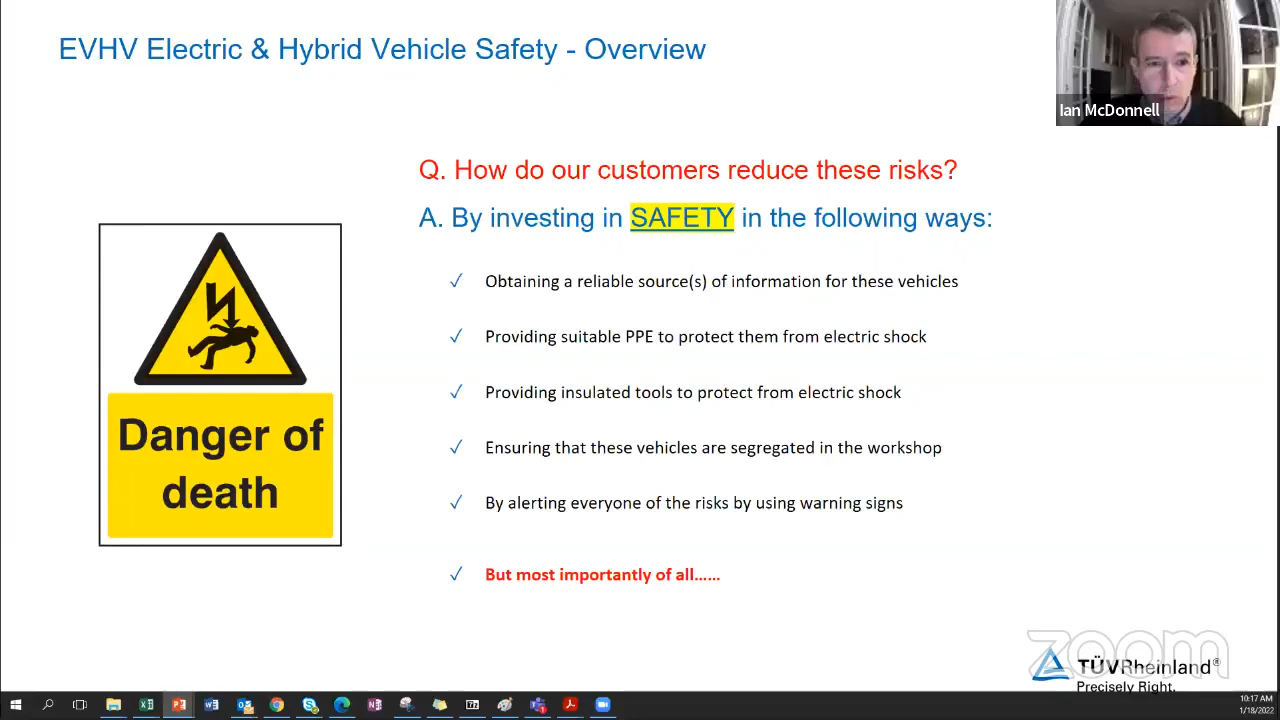 EVHV Electric & Hybrid Vehicle Safety - Overview
Ian McDonnell
Q. How do our customers reduce these risks?
A. By investing in SAFETY in the following ways:
✓ Obtaining a reliable source(s) of information for these vehicles
✓ Providing suitable PPE to protect them from electric shock
✓ Providing insulated tools to protect from electric shock
✓ Ensuring that these vehicles are segregated in the workshop
✓ By alerting everyone of the risks by using warning signs
✓ But most importantly of all......
Danger of
death
zoom
TÜVRheinland®
Precisely Right.
10:17 AM
1/18/2022